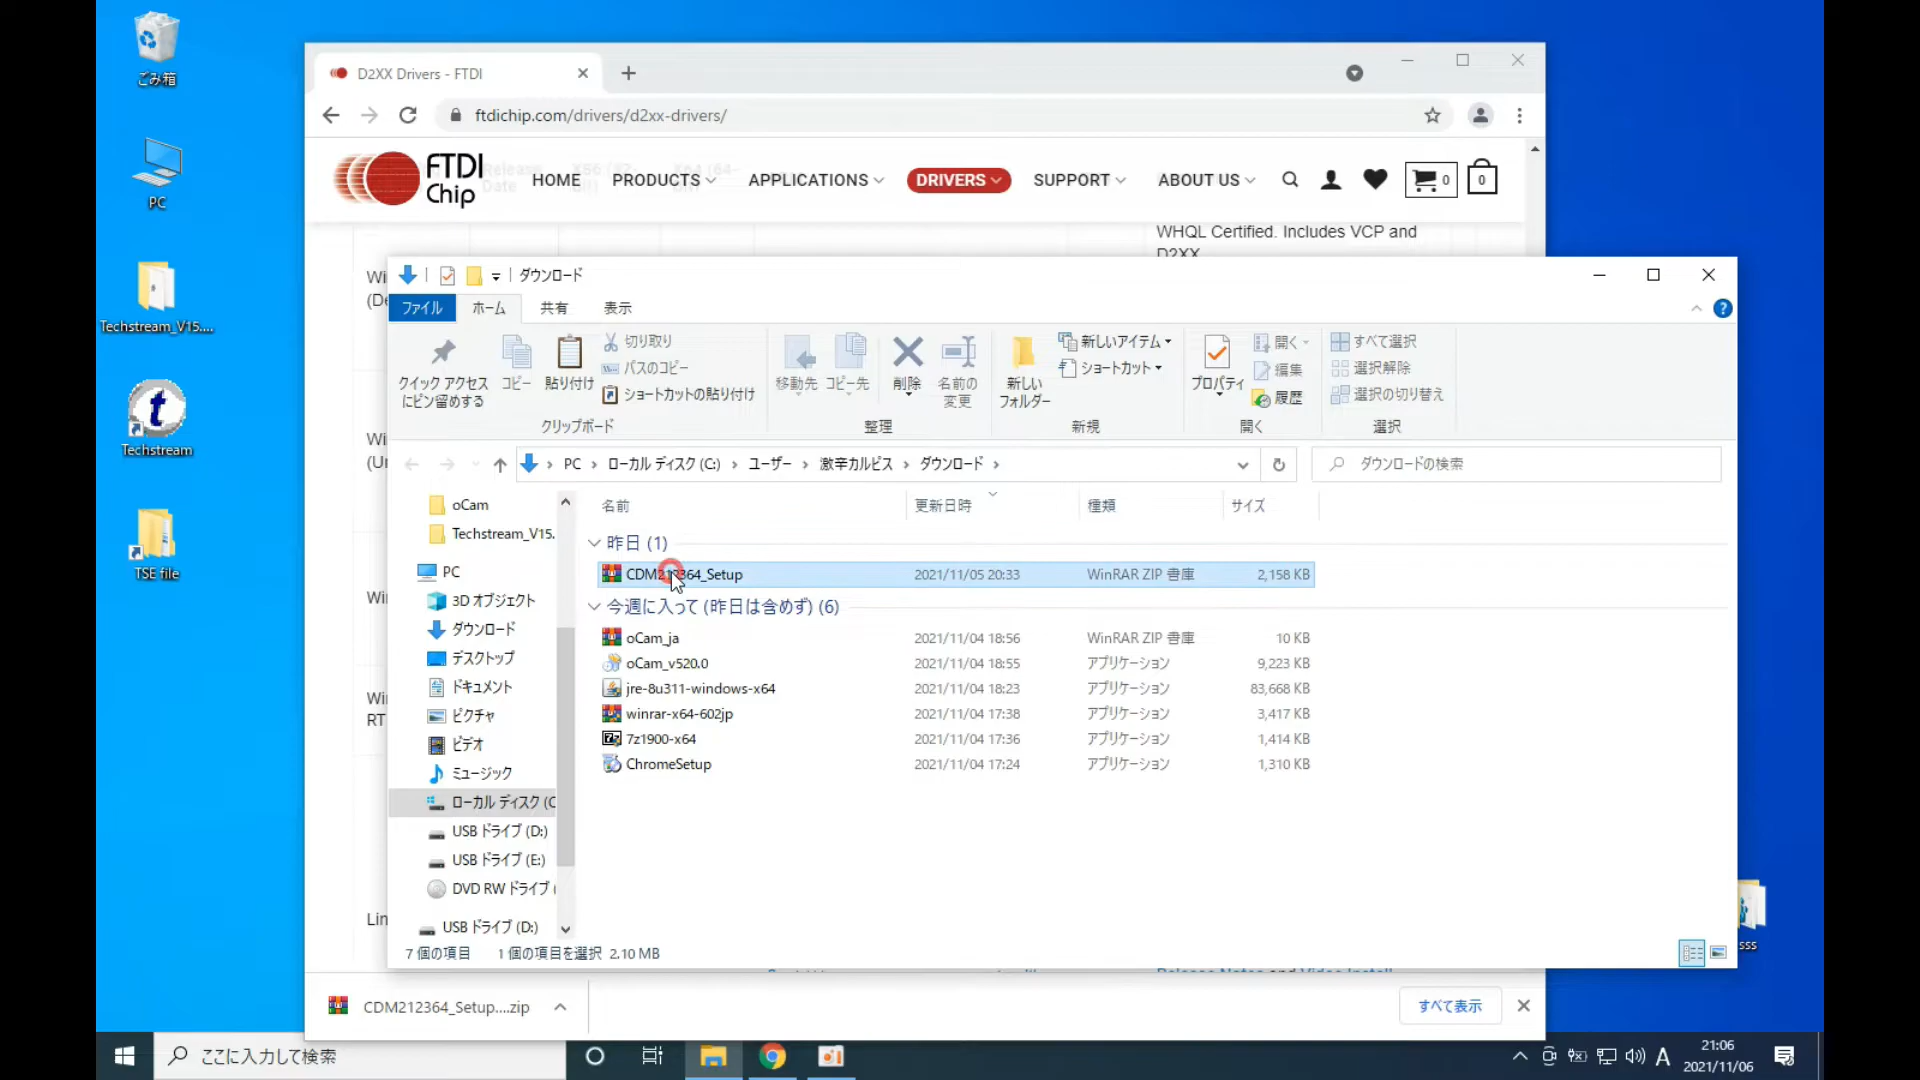 ごみ箱
PC
Techstream_V15....
Techstream
TSE file
D2XX Drivers - FTDI
ftdichip.com/drivers/d2xx-drivers/
FTDI
Chip
Release Date
HOME
PRODUCTS
APPLICATIONS
DRIVERS
SUPPORT
ABOUT US
0
0
WHQL Certified. Includes VCP and
D2XX
ダウンロード
ファイル
ホーム
共有
表示
クイック アクセス
にピン留めする
コピー
貼り付け
切り取り
パスのコピー
ショートカットの貼り付け
クリップボード
移動先
コピー先
削除
名前の
変更
整理
新しい
フォルダー
新しいアイテム
ショートカット
新規
プロパティ
開く
編集
履歴
開く
すべて選択
選択解除
選択の切り替え
選択
PC
ローカル ディスク (C:)
ユーザー
激辛カルピス
ダウンロード
ダウンロードの検索
oCam
Techstream_V15.
PC
3D オブジェクト
ダウンロード
デスクトップ
ドキュメント
ピクチャ
ビデオ
ミュージック
ローカル ディスク (C
USB ドライブ (D:)
USB ドライブ (E:)
DVD RW ドライブ (
USB ドライブ (D:)
名前 更新日時 種類 サイズ
昨日 (1)
CDM212364_Setup 2021/11/05 20:33 WinRAR ZIP 書庫 2,158 KB
今週に入って (昨日は含めず) (6)
oCam_ja 2021/11/04 18:56 WinRAR ZIP 書庫 10 KB
oCam_v520.0 2021/11/04 18:55 アプリケーション 9,223 KB
jre-8u311-windows-x64 2021/11/04 18:23 アプリケーション 83,668 KB
winrar-x64-602jp 2021/11/04 17:38 アプリケーション 3,417 KB
7z1900-x64 2021/11/04 17:36 アプリケーション 1,414 KB
ChromeSetup 2021/11/04 17:24 アプリケーション 1,310 KB
7 個の項目 1 個の項目を選択 2.10 MB
Wi
(De
Wi
(Ur
Wi
Wi
RT
Lin
sss
CDM212364_Setup....zip
すべて表示
ここに入力して検索
A
21:06
2021/11/06